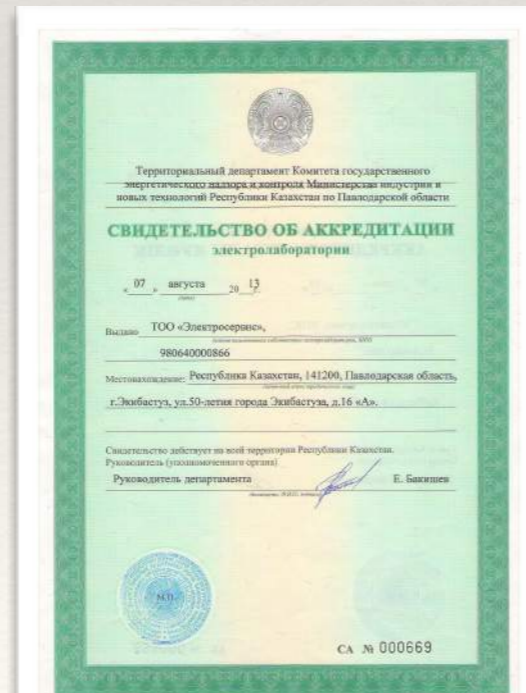 Территориальный департамент Комитета государственного
энергетического надзора и контроля Министерства индустрии и
новых технологий Республики Казахстан по Павлодарской области
СВИДЕТЕЛЬСТВО ОБ АККРЕДИТАЦИИ
электролаборатории
« 07 » августа 20 13
(дата)
Выдано ТОО «Электросервис»,
980640000866
Местонахождение: Республика Казахстан, 141200, Павлодарская область,
г.Экибастуз, ул.50-летия города Экибастуза, д.16 «А».
Свидетельство действует на всей территории Республики Казахстан.
Руководитель (уполномоченного органа)
Руководитель департамента Е. Бакишев
М.П.
СА № 000669